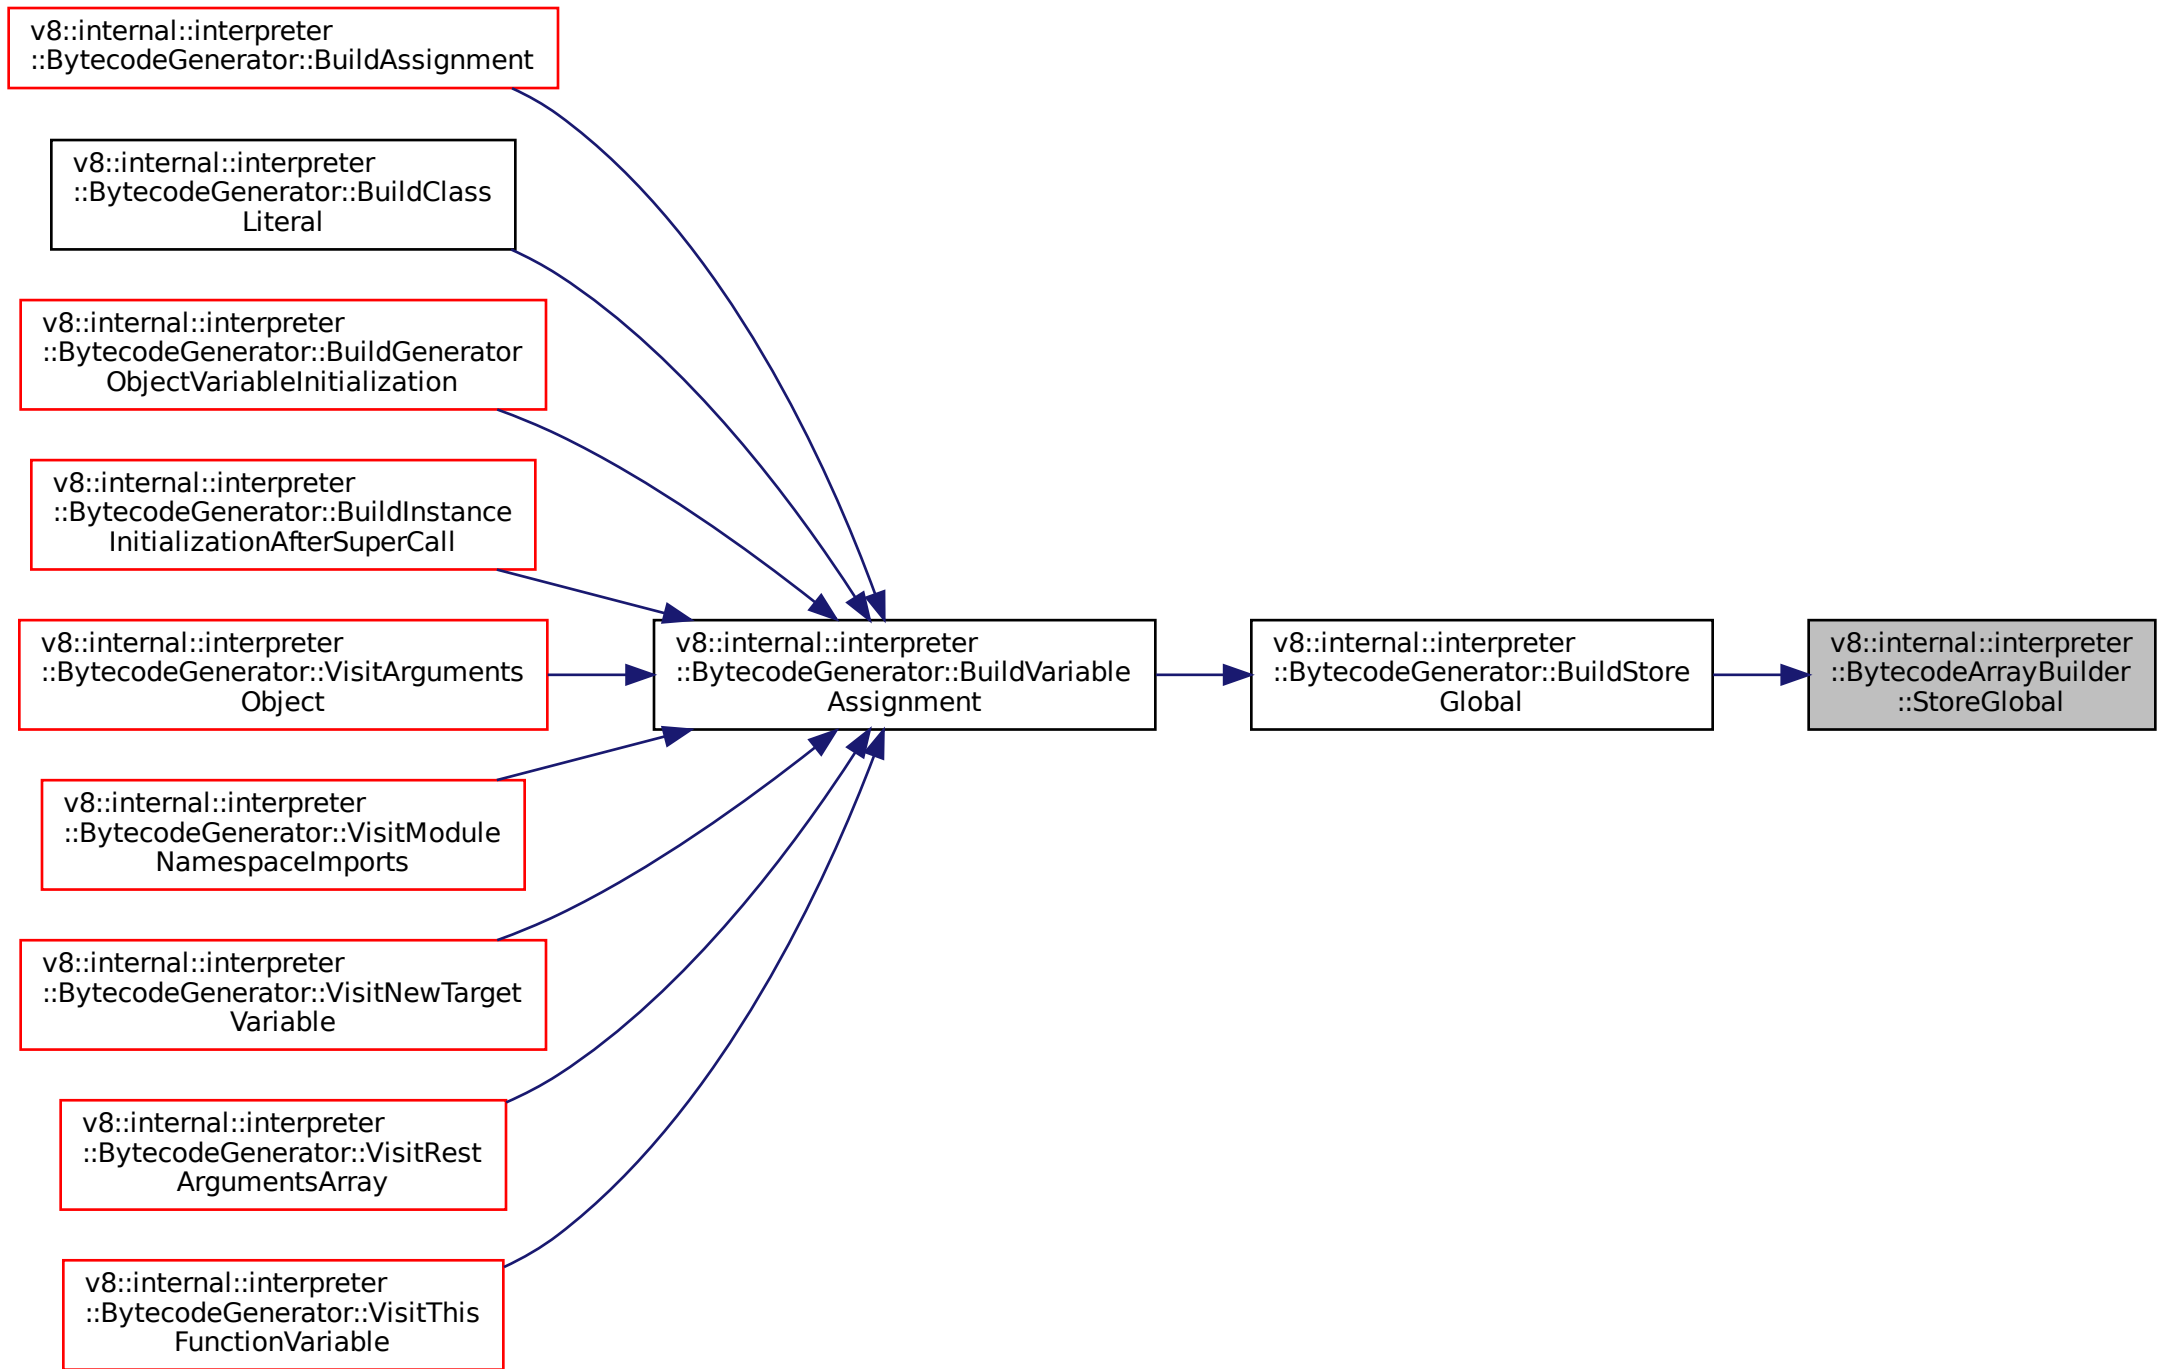 v8::internal::interpreter
::BytecodeGenerator::BuildAssignment
v8::internal::interpreter
::BytecodeGenerator::BuildClass
Literal
v8::internal::interpreter
::BytecodeGenerator::BuildGenerator
ObjectVariableInitialization
v8::internal::interpreter
::BytecodeGenerator::BuildInstance
InitializationAfterSuperCall
v8::internal::interpreter
::BytecodeGenerator::VisitArguments
Object
v8::internal::interpreter
::BytecodeGenerator::VisitModule
NamespaceImports
v8::internal::interpreter
::BytecodeGenerator::VisitNewTarget
Variable
v8::internal::interpreter
::BytecodeGenerator::VisitRest
ArgumentsArray
v8::internal::interpreter
::BytecodeGenerator::VisitThis
FunctionVariable
v8::internal::interpreter
::BytecodeGenerator::BuildVariable
Assignment
v8::internal::interpreter
::BytecodeGenerator::BuildStore
Global
v8::internal::interpreter
::BytecodeArrayBuilder
::StoreGlobal